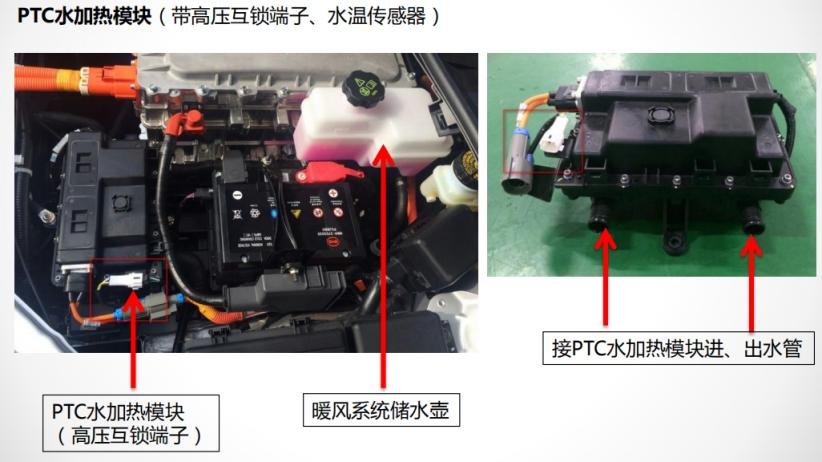 PTC水加热模块（带高压互锁端子、水温传感器）
BYD
接PTC水加热模块进、出水管
PTC水加热模块
（高压互锁端子）
暖风系统储水壶